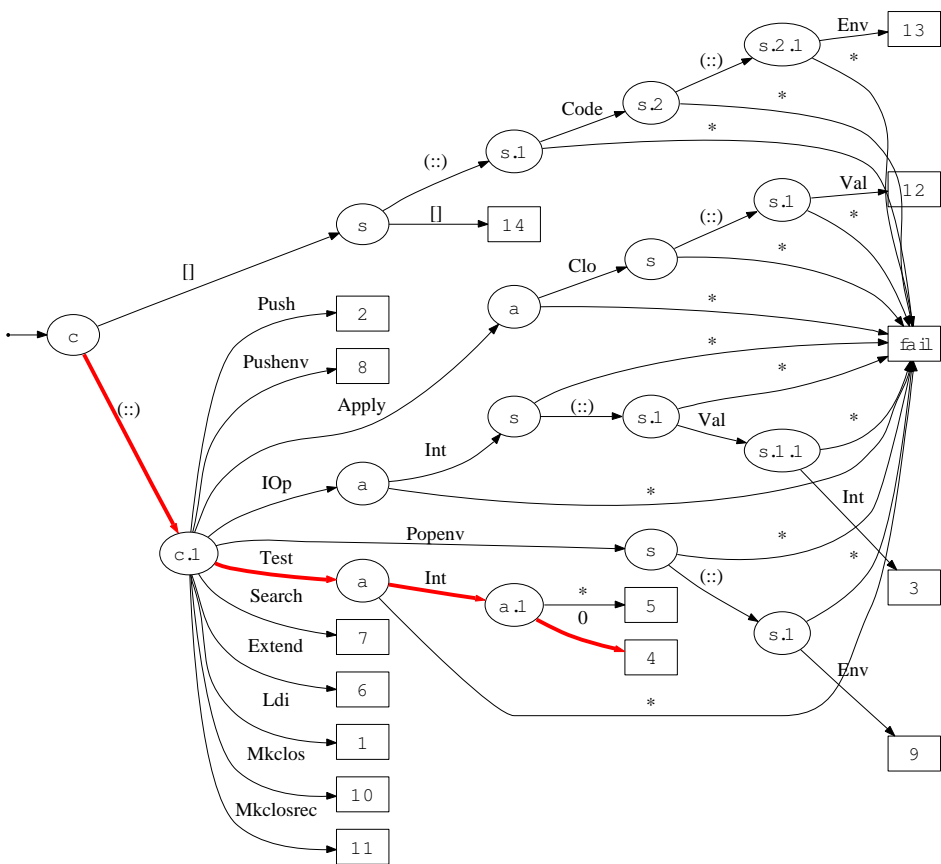 Env
13
s.2.1
*
(::)
s.2
*
Code
*
(::)
s.1
Val
12
s.1
(::)
*
[]
14
s
s
*
Clo
[]
Push
2
a
*
c
*
fail
Pushenv
8
*
Apply
s
(::)
s.1
Val
*
Int
s.1.1
IOp
a
*
Int
Popenv
s
*
(::)
c.1
Test
a
Int
*
(::)
3
Search
a.1
*
5
0
Extend
7
s.1
4
Env
Ldi
6
*
Mkclos
1
9
Mkclosrec
10
11